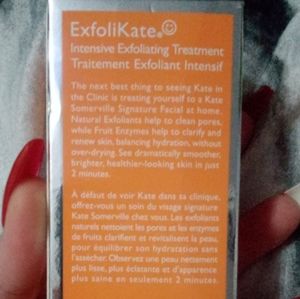 ExfoliKate®
Intensive Exfoliating Treatment
Traitement Exfoliant Intensif
The next best thing to seeing Kate in
the Clinic is treating yourself to a Kate
Somerville Signature Facial at home.
Natural Exfoliants help to clean pores,
while Fruit Enzymes help to clarify and
renew skin, balancing hydration, without
over-drying. See dramatically smoother,
brighter, healthier-looking skin in just
2 minutes.
À défaut de voir Kate dans sa clinique,
offrez-vous un soin du visage signature
Kate Somerville chez vous. Les exfoliants
naturels nettoient les pores et les enzymes
de fruits clarifient et revitalisent la peau,
pour équilibrer son hydratation sans
l'assécher. Observez une peau nettement
plus lisse, plus éclatante et d'apparence
plus saine en seulement 2 minutes.